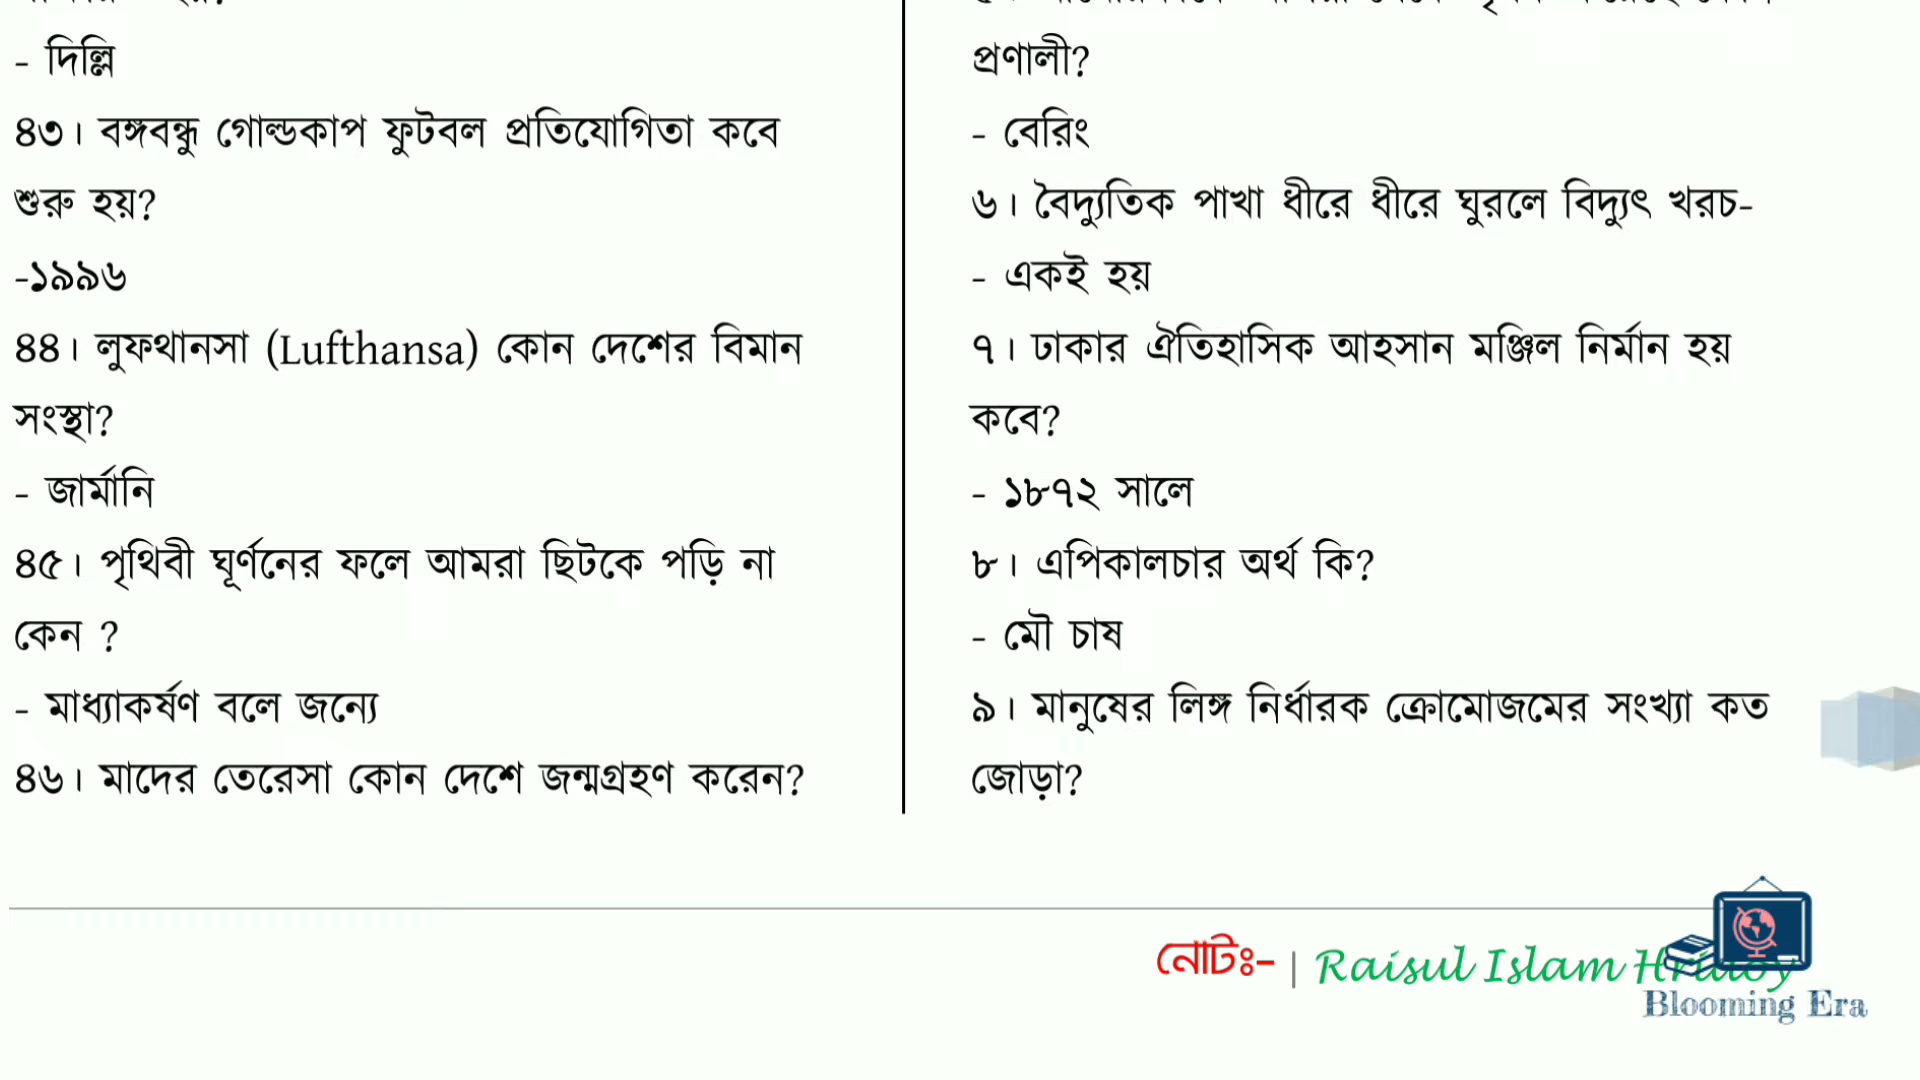 - দিল্লি
৪৩। বঙ্গবন্ধু গোল্ডকাপ ফুটবল প্রতিযোগিতা কবে
শুরু হয়?
-১৯৯৬
৪৪। লুফথানসা (Lufthansa) কোন দেশের বিমান
সংস্থা?
- জার্মানি
৪৫। পৃথিবী ঘূর্ণনের ফলে আমরা ছিটকে পড়ি না
কেন ?
- মাধ্যাকর্ষণ বলে জন্যে
৪৬। মাদের তেরেসা কোন দেশে জন্মগ্রহণ করেন?
প্রণালী?
- বেরিং
৬। বৈদ্যুতিক পাখা ধীরে ধীরে ঘুরলে বিদ্যুৎ খরচ-
- একই হয়
৭। ঢাকার ঐতিহাসিক আহসান মঞ্জিল নির্মান হয়
কবে?
- ১৮৭২ সালে
৮। এপিকালচার অর্থ কি?
- মৌ চাষ
৯। মানুষের লিঙ্গ নির্ধারক ক্রোমোজমের সংখ্যা কত
জোড়া?
নোটঃ- | Raisul Islam Hridoy
Blooming Era